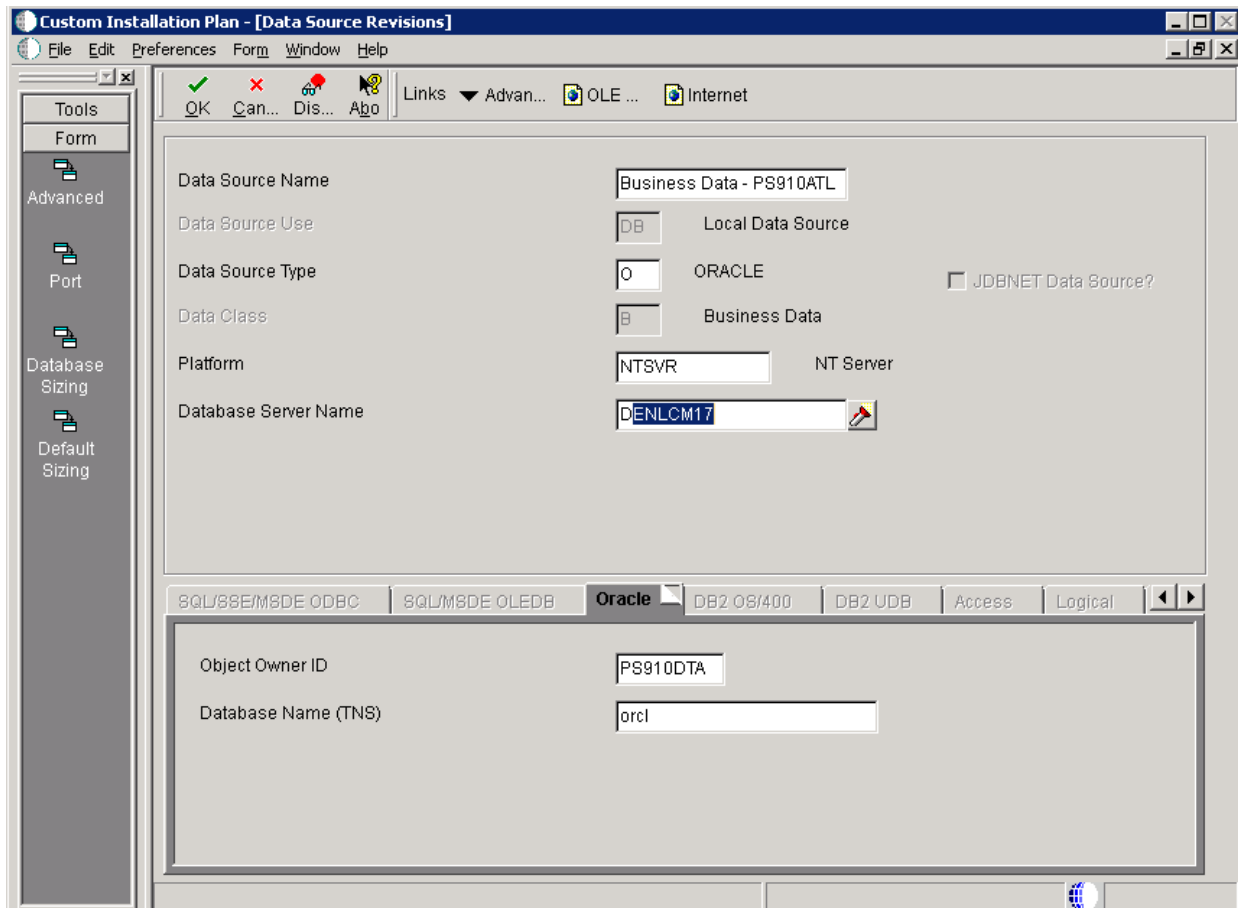 Custom Installation Plan - [Data Source Revisions]
File Edit Preferences Form Window Help
Tools
Form
Advanced
Port
Database
Sizing
Default
Sizing
OK Can... Dis... Abo Links Advan... OLE ... Internet
Data Source Name Business Data - PS910ATL
Data Source Use DB Local Data Source
Data Source Type O ORACLE JDBNET Data Source?
Data Class B Business Data
Platform NTSVR NT Server
Database Server Name DENLCM17
SQL/SSE/MSDE ODBC SQL/MSDE OLEDB Oracle DB2 OS/400 DB2 UDB Access Logical
Object Owner ID PS910DTA
Database Name (TNS) orcl